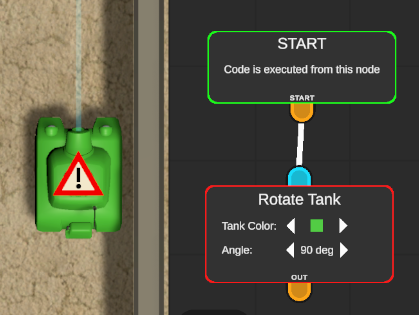 START
Code is executed from this node
START
Rotate Tank
Tank Color:
Angle: 90 deg
OUT